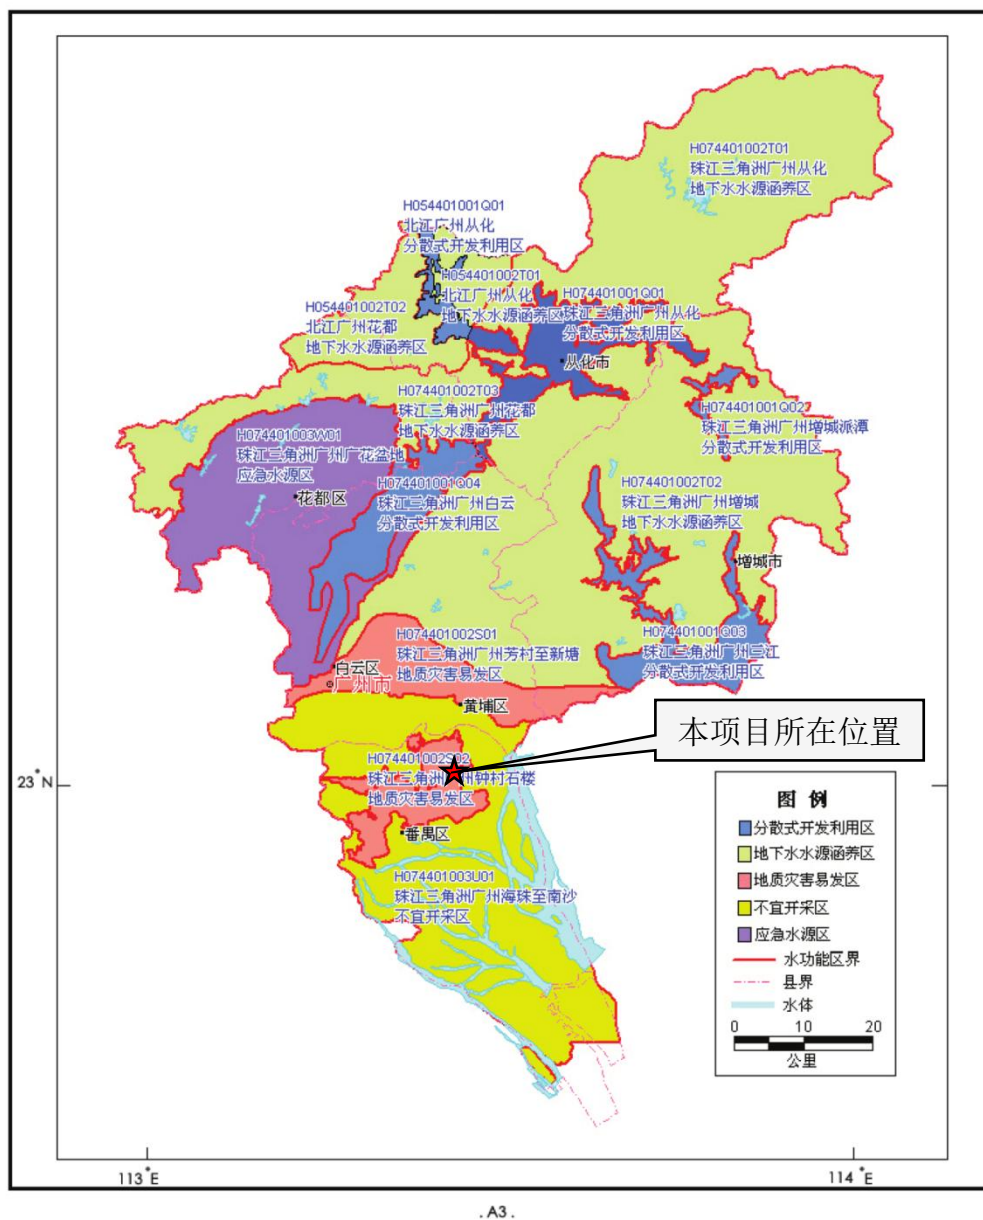 H074401002T01
珠江三角洲广州从化
地下水水源涵养区
H054401001Q01
北江广州从化
分散式开发利用区
H054401002T01
北江广州从化
地下水水源涵养区
H074401001Q01
珠江三角洲广州从化
分散式开发利用区
H054401002T02
北江广州花都
地下水水源涵养区
从化市
H074401002T03
珠江三角洲广州花都
地下水水源涵养区
H074401001Q02
珠江三角洲广州增城派潭
分散式开发利用区
H074401003W01
珠江三角洲广州广花盆地
应急水源区
花都区
H074401001Q04
珠江三角洲广州白云
分散式开发利用区
H074401002T02
珠江三角洲广州增城
地下水水源涵养区
增城市
H074401002S01
珠江三角洲广州芳村至新塘
地质灾害易发区
H074401001Q03
珠江三角洲广州三江
分散式开发利用区
白云区
广州市
黄埔区
本项目所在位置
H074401002S02
珠江三角洲 州钟村石楼
地质灾害易发区
23°N
番禺区
H074401003U01
珠江三角洲广州海珠至南沙
不宜开采区
图 例
分散式开发利用区
地下水水源涵养区
地质灾害易发区
不宜开采区
应急水源区
水功能区界
县界
水体
0 10 20
公里
113°E
114°E
. A3 .